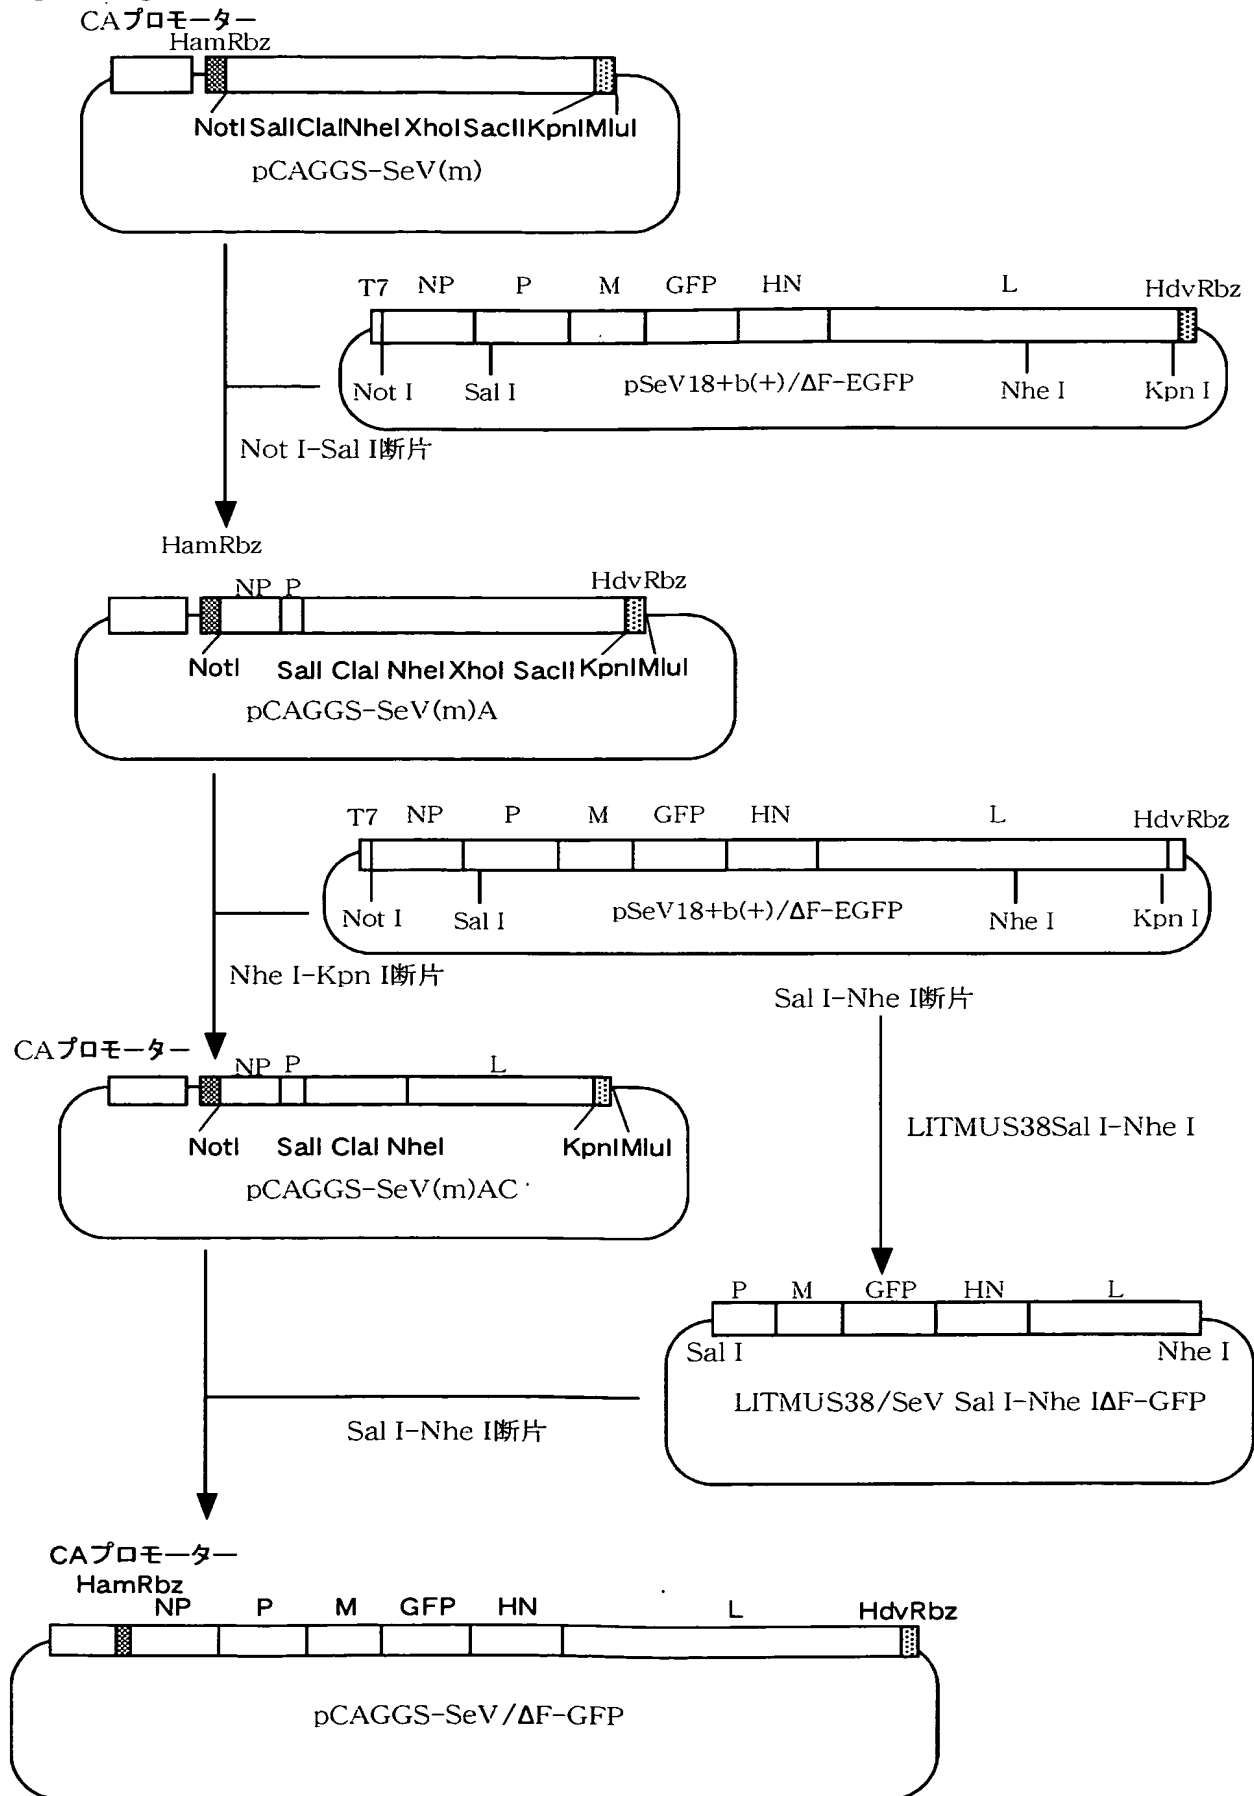 CAプロモーター
HamRbz
NotI SalI ClaI NheI XhoI SacII KpnI MluI
pCAGGS-SeV(m)
T7 NP P M GFP HN L HdvRbz
Not I Sal I pSeV18+b(+)/ΔF-EGFP Nhe I Kpn I
Not I-Sal I断片
HamRbz
NP P HdvRbz
NotI SalI ClaI NheI XhoI SacII KpnI MluI
pCAGGS-SeV(m)A
T7 NP P M GFP HN L HdvRbz
Not I Sal I pSeV18+b(+)/ΔF-EGFP Nhe I Kpn I
Nhe I-Kpn I断片
Sal I-Nhe I断片
CAプロモーター
NP P L
NotI SalI ClaI NheI KpnI MluI
pCAGGS-SeV(m)AC
LITMUS38Sal I-Nhe I
P M GFP HN L
Sal I Nhe I
LITMUS38/SeV Sal I-Nhe IΔF-GFP
Sal I-Nhe I断片
CAプロモーター
HamRbz
NP P M GFP HN L HdvRbz
pCAGGS-SeV/ΔF-GFP